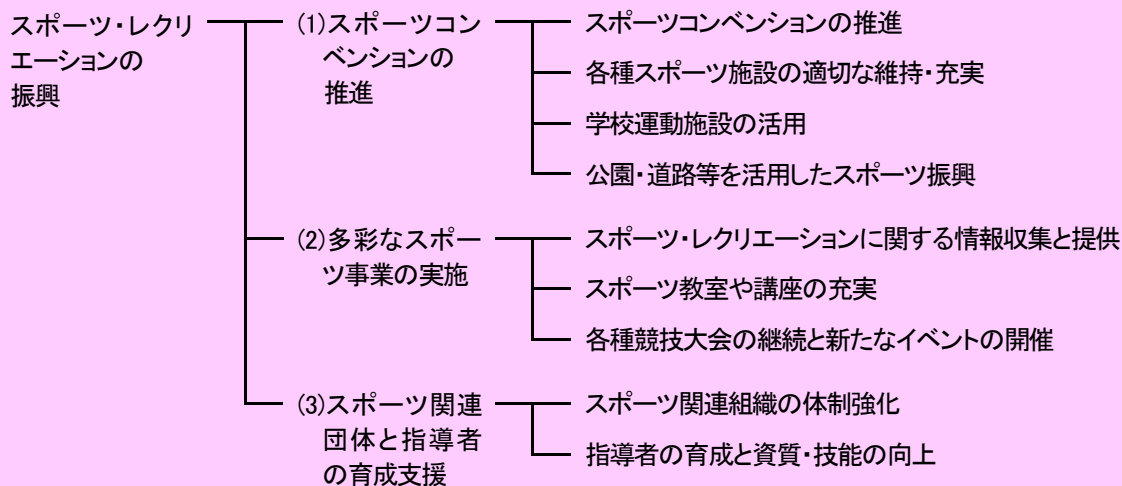 スポーツ・レクリ
エーションの
振興
(1)スポーツコン
ベンションの
推進
スポーツコンベンションの推進
各種スポーツ施設の適切な維持・充実
学校運動施設の活用
公園・道路等を活用したスポーツ振興
(2)多彩なスポー
ツ事業の実施
スポーツ・レクリエーションに関する情報収集と提供
スポーツ教室や講座の充実
各種競技大会の継続と新たなイベントの開催
(3)スポーツ関連
団体と指導者
の育成支援
スポーツ関連組織の体制強化
指導者の育成と資質・技能の向上